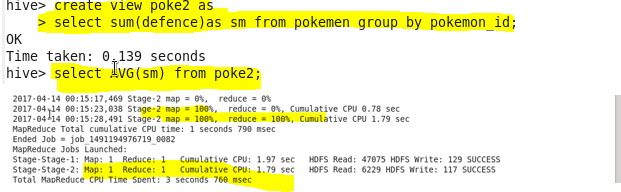 hive> create view poke2 as
    > select sum(defence)as sm from pokemen group by pokemon_id;
OK
Time taken: 0.139 seconds
hive> select AVG(sm) from poke2;
2017-04-14 00:15:17,469 Stage-2 map = 0%,  reduce = 0%
2017-04-14 00:15:23,038 Stage-2 map = 100%,  reduce = 0%, Cumulative CPU 0.78 sec
2017-04-14 00:15:28,491 Stage-2 map = 100%,  reduce = 100%, Cumulative CPU 1.79 sec
MapReduce Total cumulative CPU time: 1 seconds 790 msec
Ended Job = job_1491194976719_0082
MapReduce Jobs Launched:
Stage-Stage-1: Map: 1  Reduce: 1   Cumulative CPU: 1.97 sec   HDFS Read: 47075 HDFS Write: 129 SUCCESS
Stage-Stage-2: Map: 1  Reduce: 1   Cumulative CPU: 1.79 sec   HDFS Read: 6229 HDFS Write: 117 SUCCESS
Total MapReduce CPU Time Spent: 3 seconds 760 msec